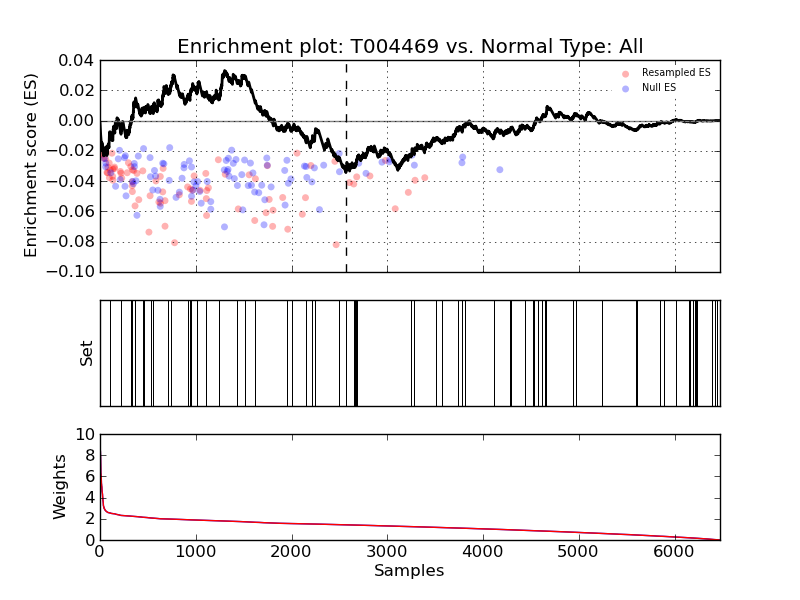 Enrichment plot: T004469 vs. Normal Type: All
Enrichment score (ES)
0.04
0.02
0.00
−0.02
−0.04
−0.06
−0.08
−0.10
Resampled ES
Null ES
Set
Weights
10
8
6
4
2
0
0 1000 2000 3000 4000 5000 6000
Samples